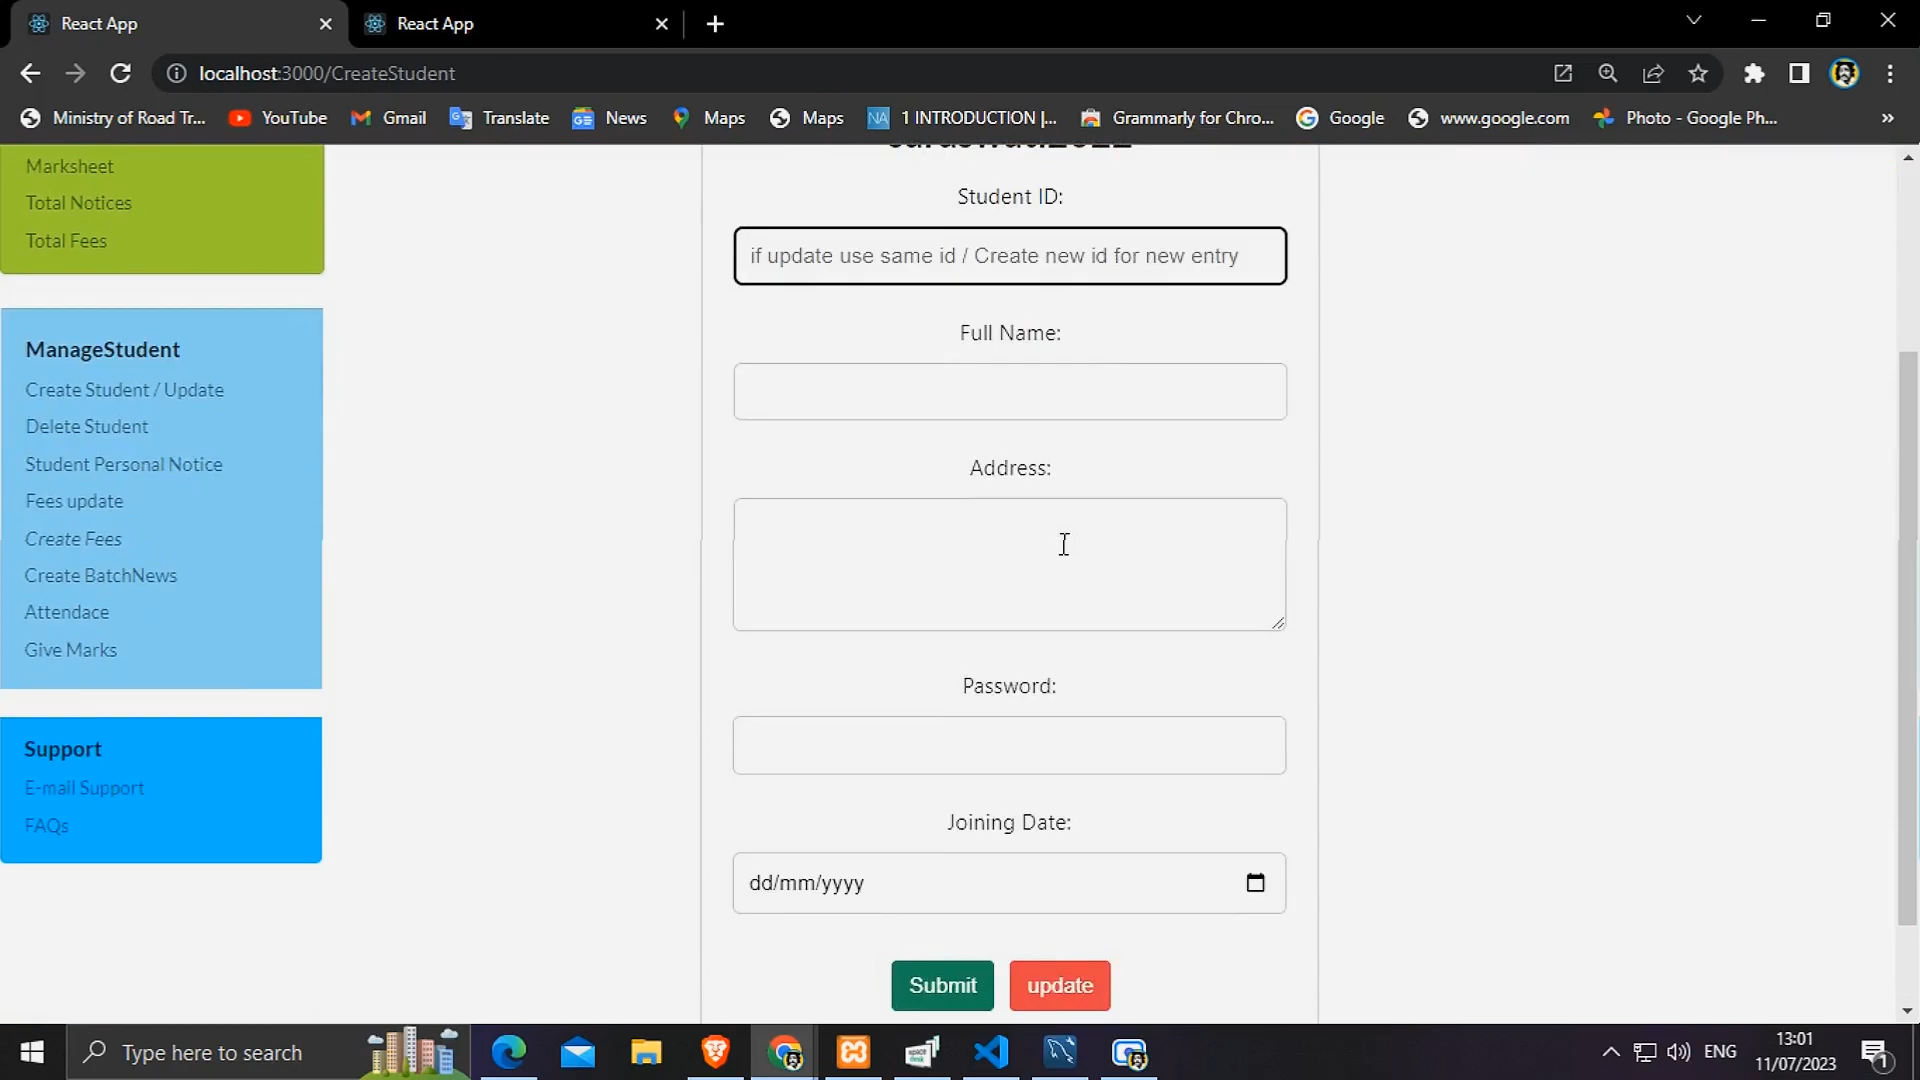 React App
React App
localhost:3000/CreateStudent
Ministry of Road Tr...
YouTube
Gmail
Translate
News
Maps
Maps
NA
1 INTRODUCTION |...
Grammarly for Chro...
Google
www.google.com
Photo - Google Ph...
»
Marksheet
Total Notices
Total Fees
ManageStudent
Create Student / Update
Delete Student
Student Personal Notice
Fees update
Create Fees
Create BatchNews
Attendace
Give Marks
Support
E-mail Support
FAQs
Student ID:
if update use same id / Create new id for new entry
Full Name:
Address:
Password:
Joining Date:
dd/mm/yyyy
Submit
update
Type here to search
ENG
13:01
11/07/2023
1